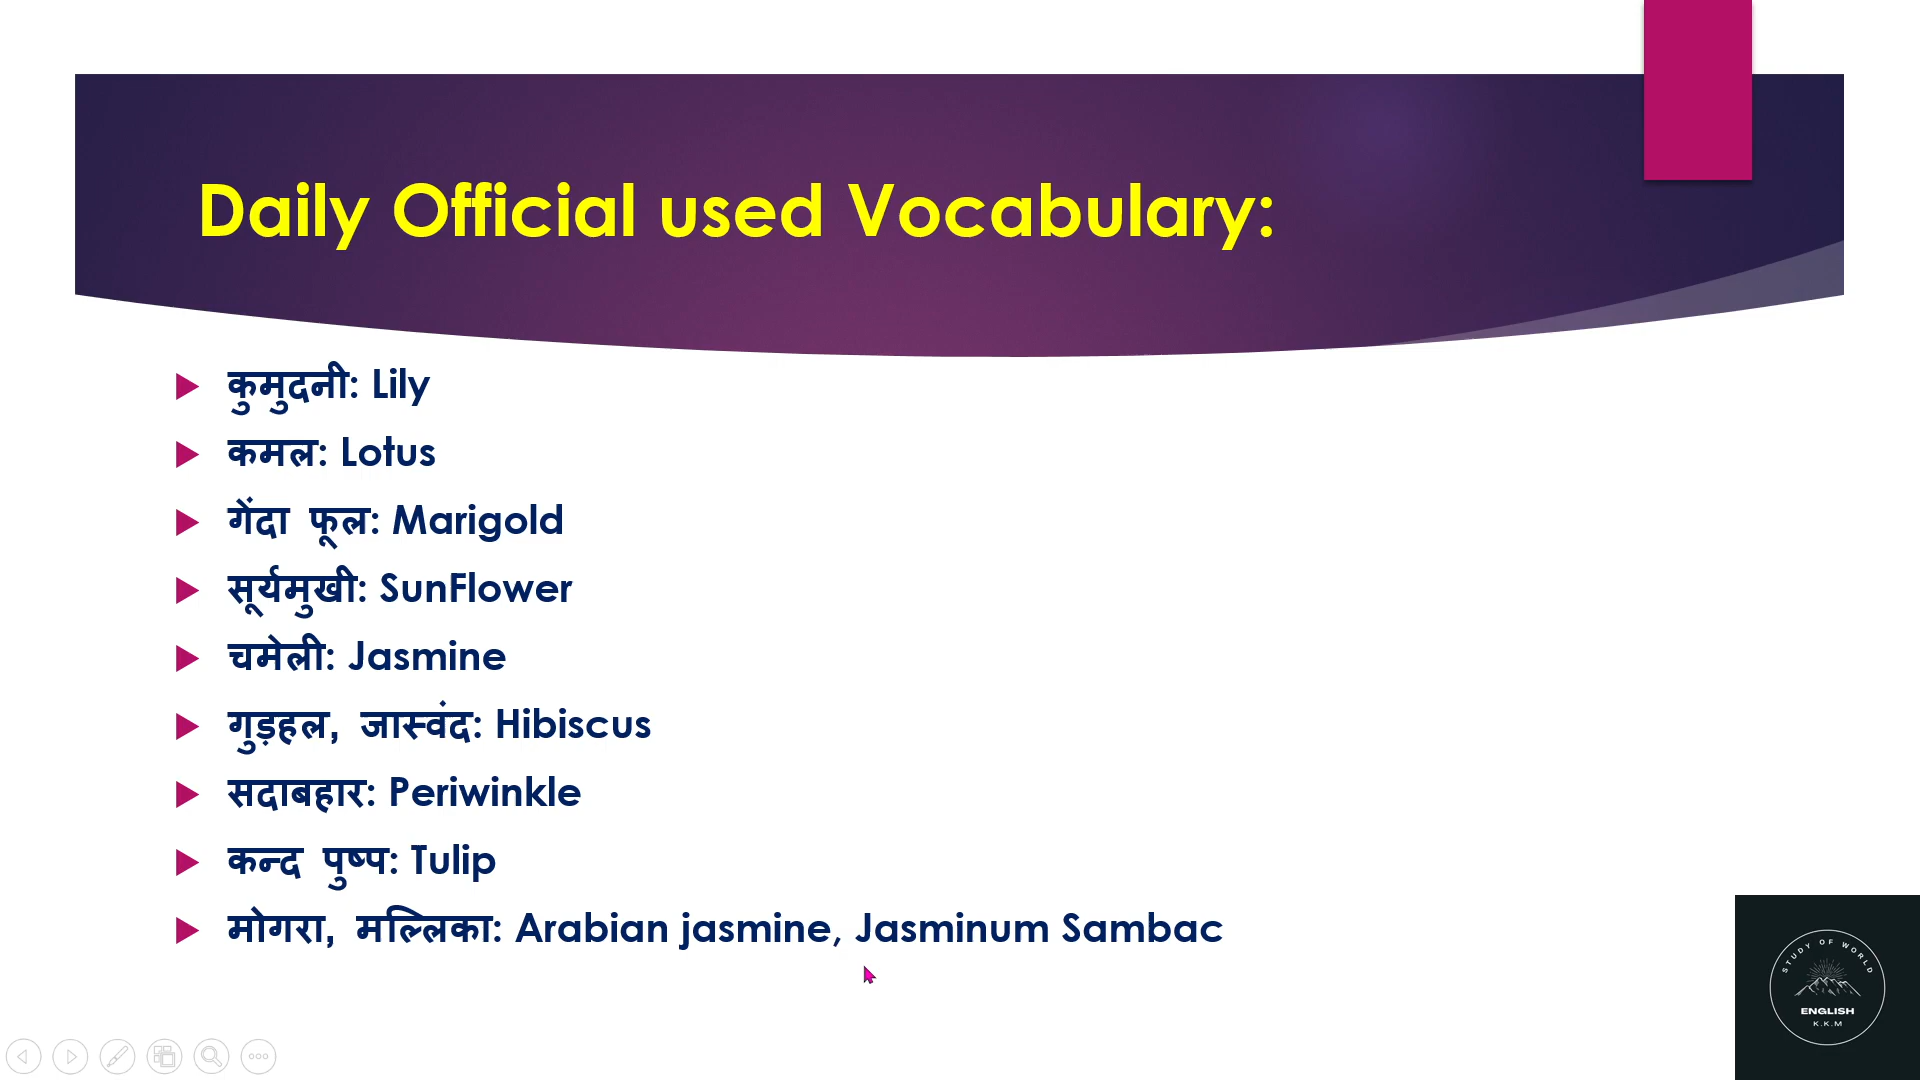 Daily Official used Vocabulary:
कुमुदनी: Lily
कमल: Lotus
गेंदा फूल: Marigold
सूर्यमुखी: SunFlower
चमेली: Jasmine
गुड़हल, जास्वंद: Hibiscus
सदाबहार: Periwinkle
कन्द पुष्प: Tulip
मोगरा, मल्लिका: Arabian jasmine, Jasminum Sambac
STUDY OF WORLD
ENGLISH
K.K.M